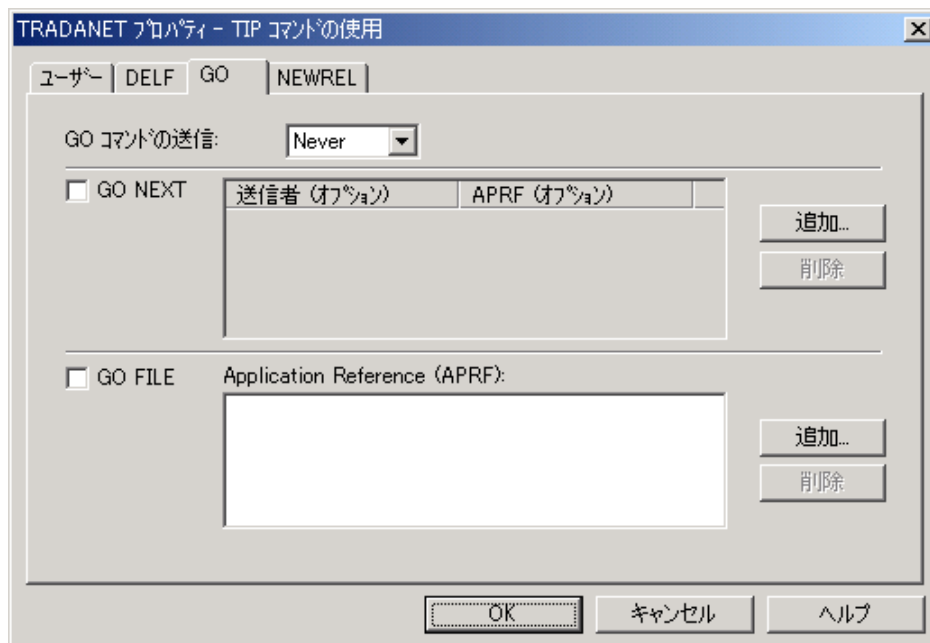 TRADANET ﾌﾟﾛﾊﾟﾃｨ - TIP ｺﾏﾝﾄﾞの使用
ﾕｰｻﾞｰ DELF GO NEWREL
GO ｺﾏﾝﾄﾞの送信: Never
GO NEXT 送信者 (ｵﾌﾟｼｮﾝ) APRF (ｵﾌﾟｼｮﾝ)
追加...
削除
GO FILE Application Reference (APRF):
追加...
削除
OK キャンセル ヘルプ